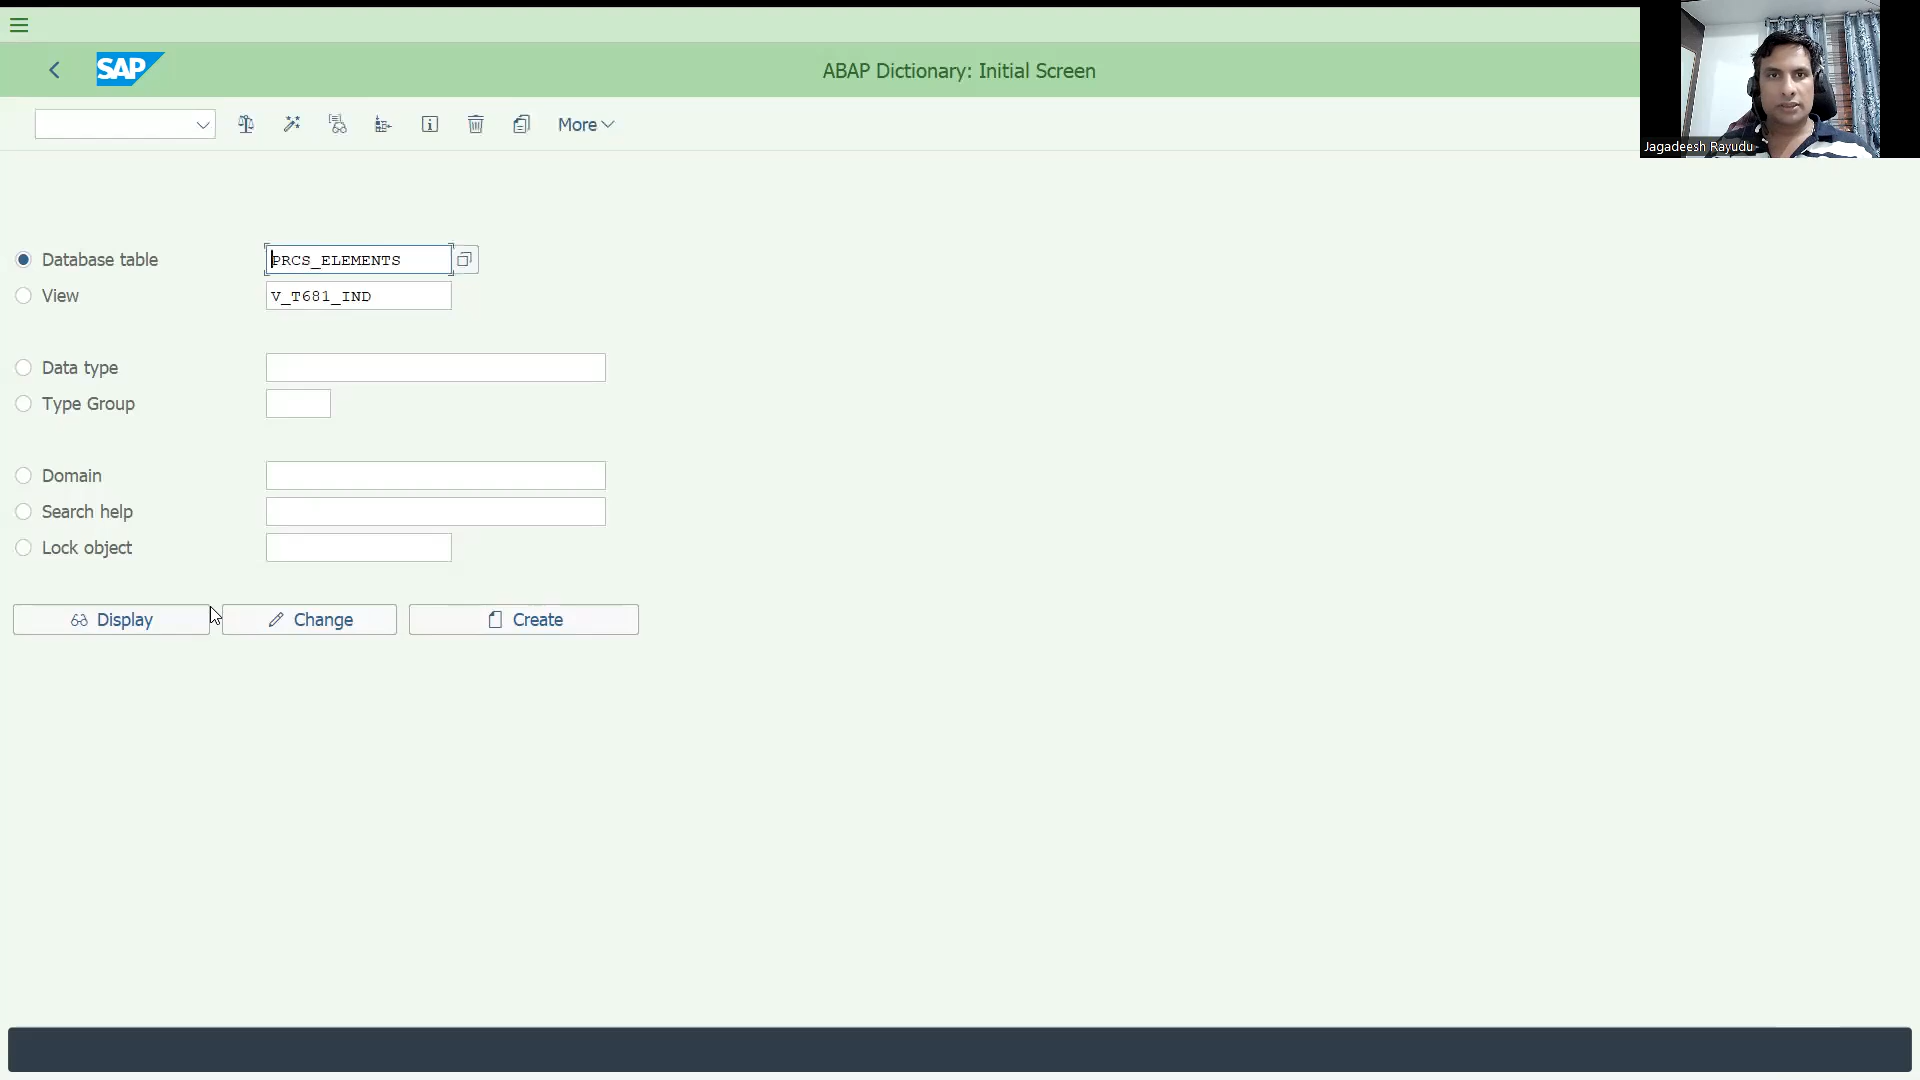 SAP
ABAP Dictionary: Initial Screen
More
Jagadeesh Rayudu
Database table
PRCS_ELEMENTS
View
V_T681_IND
Data type
Type Group
Domain
Search help
Lock object
Display
Change
Create